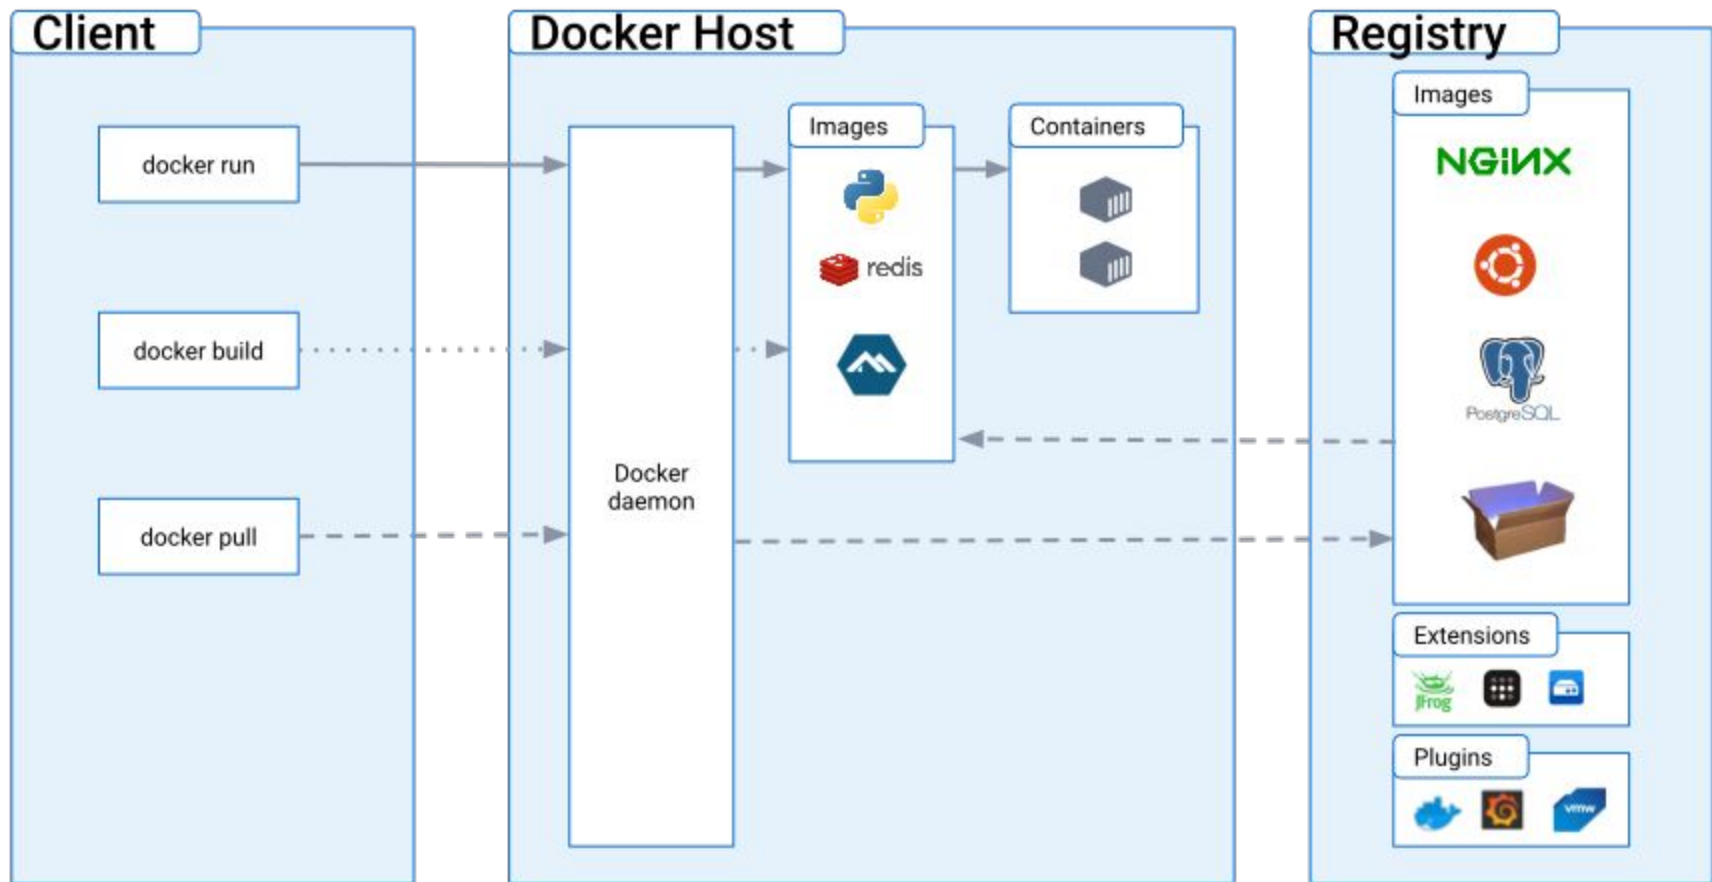 Client
docker run
docker build
docker pull
Docker Host
Docker
daemon
Images
redis
Containers
Registry
Images
NGINX
PostgreSQL
Extensions
JFrog
Plugins
vmw